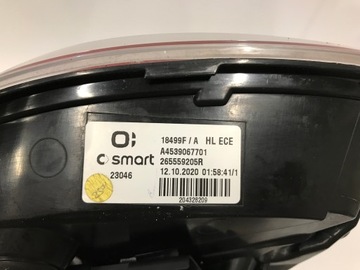 18499F / A HL ECE
A4539067701
smart 265559205R
23046 12.10.2020 01:58:41/1
204328209